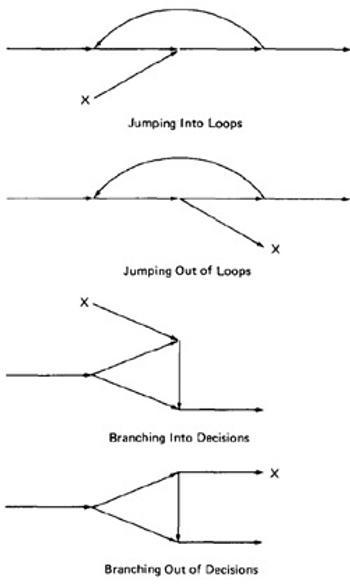 X
Jumping Into Loops
X
Jumping Out of Loops
X
Branching Into Decisions
X
Branching Out of Decisions